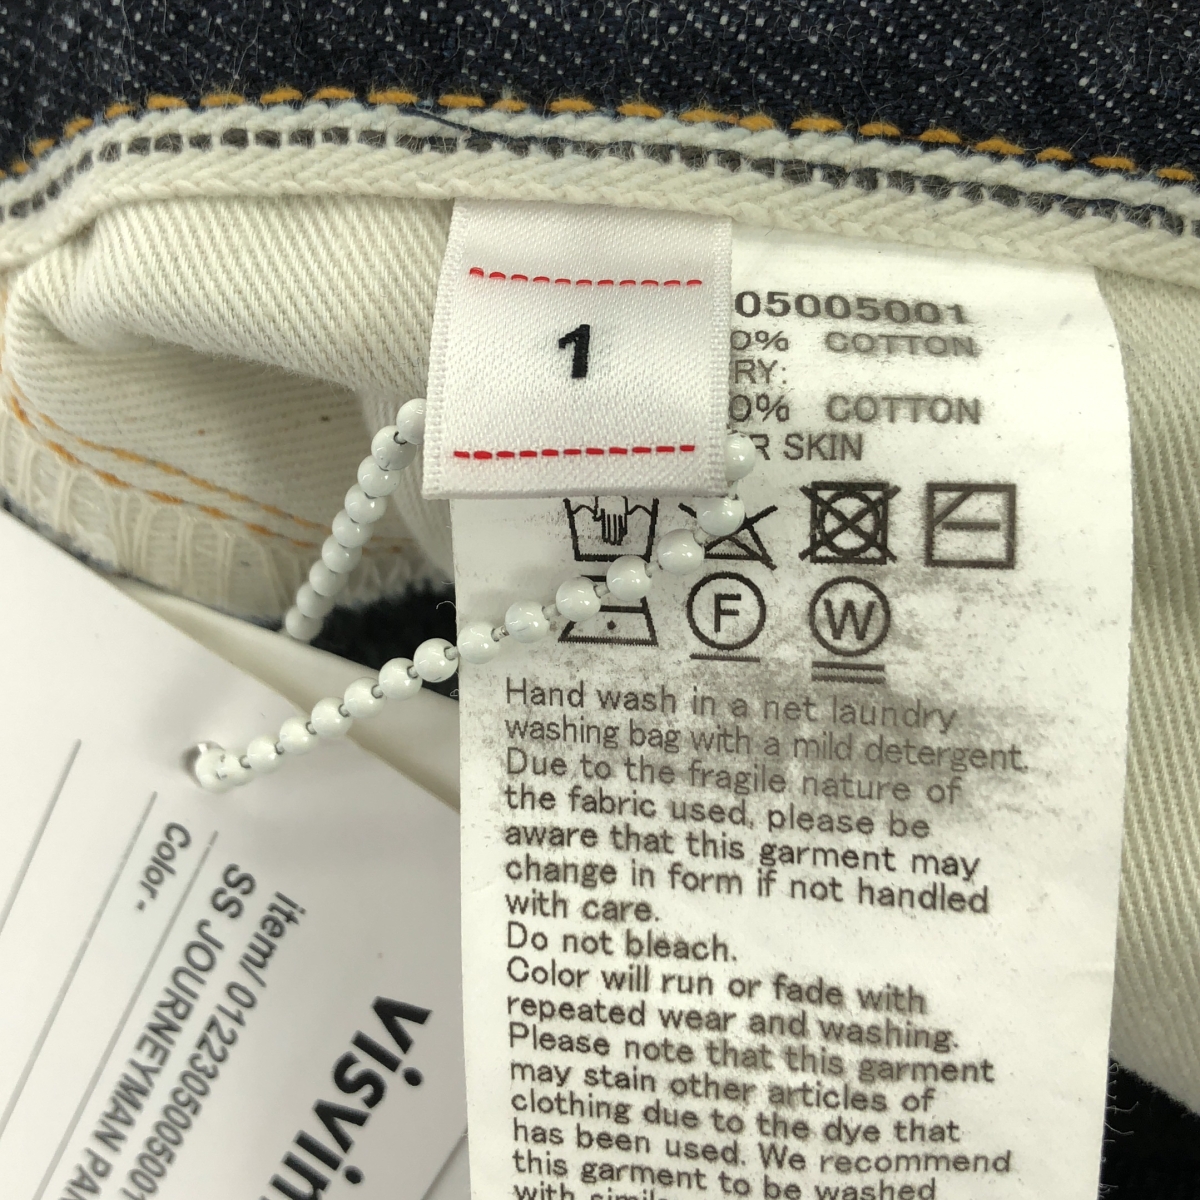 1
05005001
0% COTTON
RY:
0% COTTON
R SKIN
F W
Hand wash in a net laundry
washing bag with a mild detergent.
Due to the fragile nature of
the fabric used, please be
aware that this garment may
change in form if not handled
with care.
Do not bleach.
Color will run or fade with
repeated wear and washing.
Please note that this garment
may stain other articles of
clothing due to the dye that
has been used. We recommend
this garment to be washed
with
visvim
item/ 0122305005001
SS JOURNEYMAN PAN
Color -